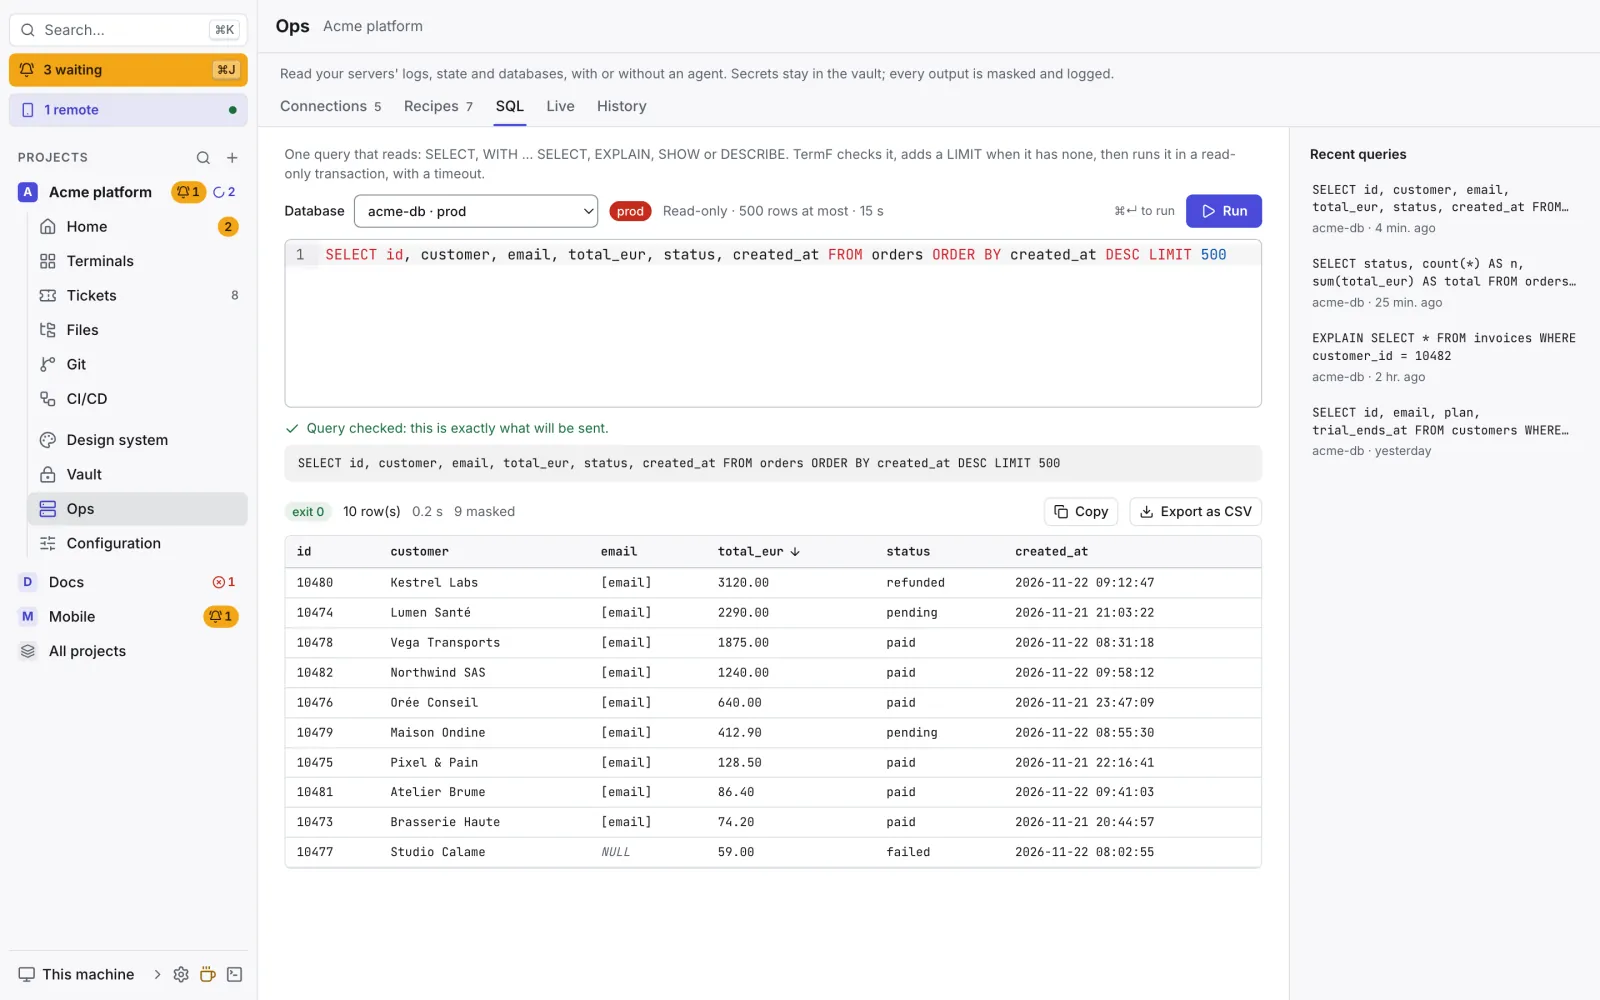 Search...
⌘K
3 waiting
⌘J
1 remote
PROJECTS
A
Acme platform
1
2
Home
2
Terminals
Tickets
8
Files
Git
CI/CD
Design system
Vault
Ops
Configuration
D
Docs
1
M
Mobile
1
All projects
This machine
Ops
Acme platform
Read your servers' logs, state and databases, with or without an agent. Secrets stay in the vault; every output is masked and logged.
Connections 5
Recipes 7
SQL
Live
History
One query that reads: SELECT, WITH … SELECT, EXPLAIN, SHOW or DESCRIBE. TermF checks it, adds a LIMIT when it has none, then runs it in a read-
only transaction, with a timeout.
Database
acme-db · prod
prod
Read-only · 500 rows at most · 15 s
⌘↩ to run
Run
1
SELECT id, customer, email, total_eur, status, created_at FROM orders ORDER BY created_at DESC LIMIT 500
Query checked: this is exactly what will be sent.
SELECT id, customer, email, total_eur, status, created_at FROM orders ORDER BY created_at DESC LIMIT 500
exit 0
10 row(s)
0.2 s
9 masked
Copy
Export as CSV
id customer email total_eur ↓ status created_at
10480 Kestrel Labs [email] 3120.00 refunded 2026-11-22 09:12:47
10474 Lumen Santé [email] 2290.00 pending 2026-11-21 21:03:22
10478 Vega Transports [email] 1875.00 paid 2026-11-22 08:31:18
10482 Northwind SAS [email] 1240.00 paid 2026-11-22 09:58:12
10476 Orée Conseil [email] 640.00 paid 2026-11-21 23:47:09
10479 Maison Ondine [email] 412.90 pending 2026-11-22 08:55:30
10475 Pixel & Pain [email] 128.50 paid 2026-11-21 22:16:41
10481 Atelier Brume [email] 86.40 paid 2026-11-22 09:41:03
10473 Brasserie Haute [email] 74.20 paid 2026-11-21 20:44:57
10477 Studio Calame NULL 59.00 failed 2026-11-22 08:02:55
Recent queries
SELECT id, customer, email,
total_eur, status, created_at FROM…
acme-db · 4 min. ago
SELECT status, count(*) AS n,
sum(total_eur) AS total FROM orders…
acme-db · 25 min. ago
EXPLAIN SELECT * FROM invoices WHERE
customer_id = 10482
acme-db · 2 hr. ago
SELECT id, email, plan,
trial_ends_at FROM customers WHERE…
acme-db · yesterday